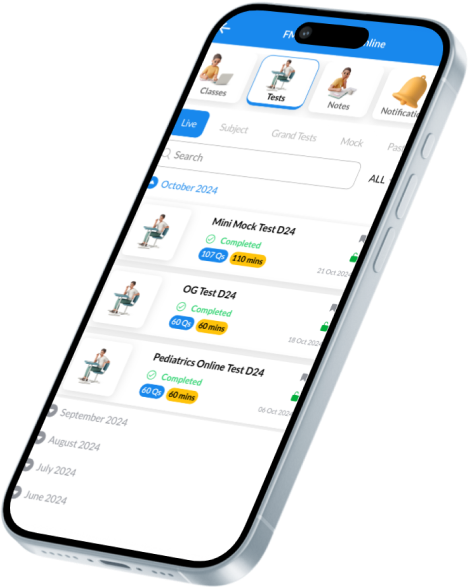 Classes
Tests
Notes
Live
Subject
Grand Tests
Mock
Past
Search
ALL
October 2024
Mini Mock Test D24
Completed
107 Qs
110 mins
21 Oct 2024
OG Test D24
Completed
60 Qs
60 mins
18 Oct 2024
Pediatrics Online Test D24
Completed
60 Qs
60 mins
06 Oct 2024
September 2024
August 2024
July 2024
June 2024